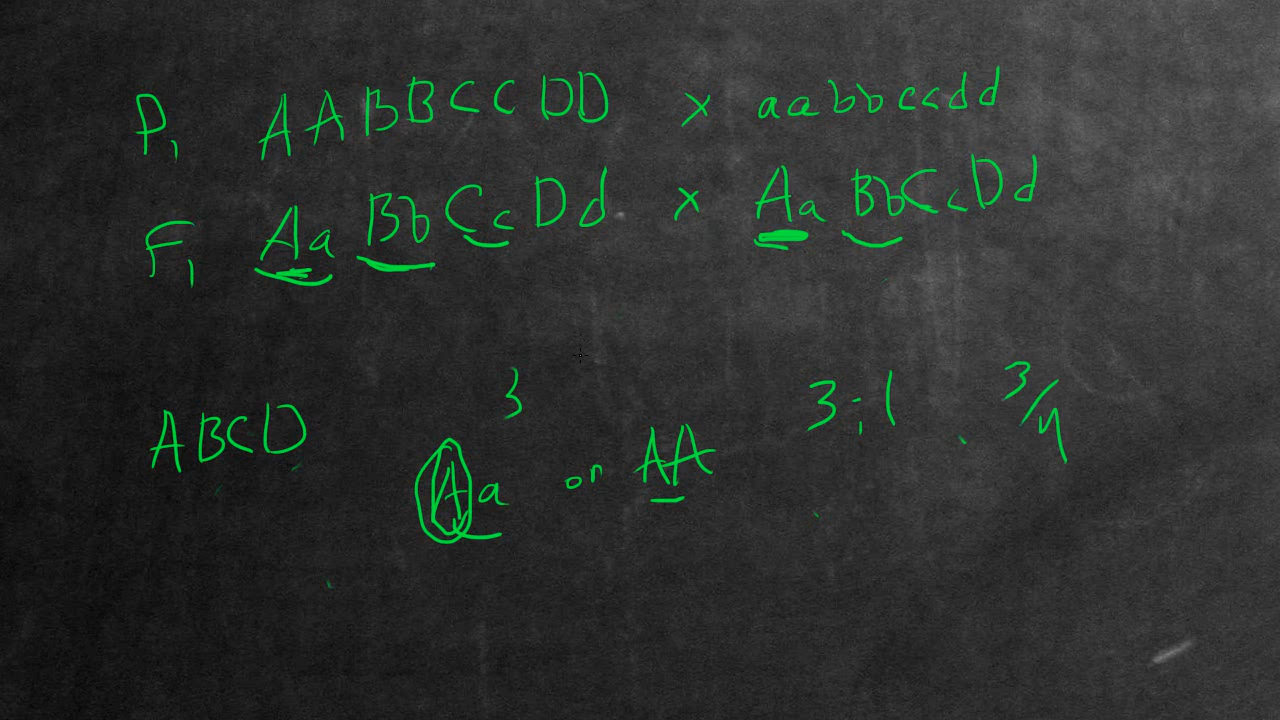 P₁ AABBCCDD x aabbccdd
F₁ AaBbCcDd x AaBbCcDd
3
3:1 3/4
ABCD
Aa or AA